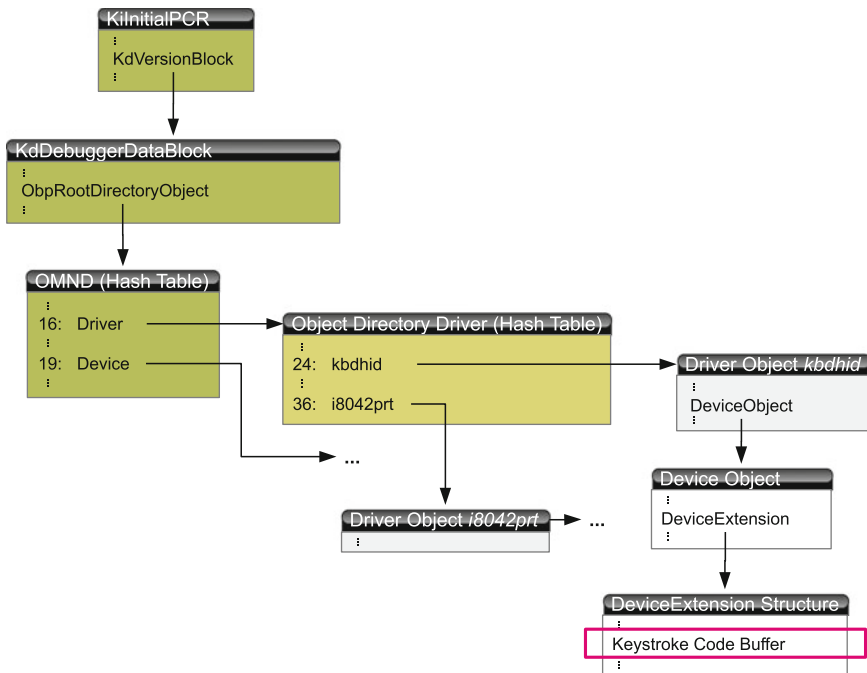 KiInitialPCR
KdVersionBlock
KdDebuggerDataBlock
ObpRootDirectoryObject
OMND (Hash Table)
16: Driver
19: Device
Object Directory Driver (Hash Table)
24: kbdhid
36: i8042prt
...
Driver Object kbdhid
DeviceObject
Device Object
DeviceExtension
Driver Object i8042prt
...
DeviceExtension Structure
Keystroke Code Buffer